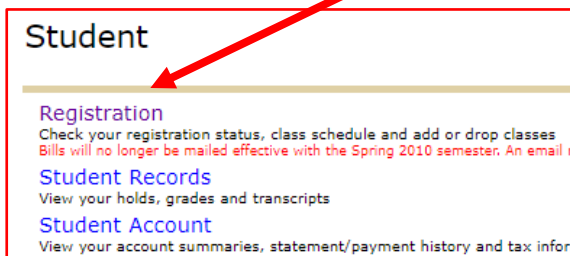 Student
Registration
Check your registration status, class schedule and add or drop classes
Bills will no longer be mailed effective with the Spring 2010 semester. An email
Student Records
View your holds, grades and transcripts
Student Account
View your account summaries, statement/payment history and tax